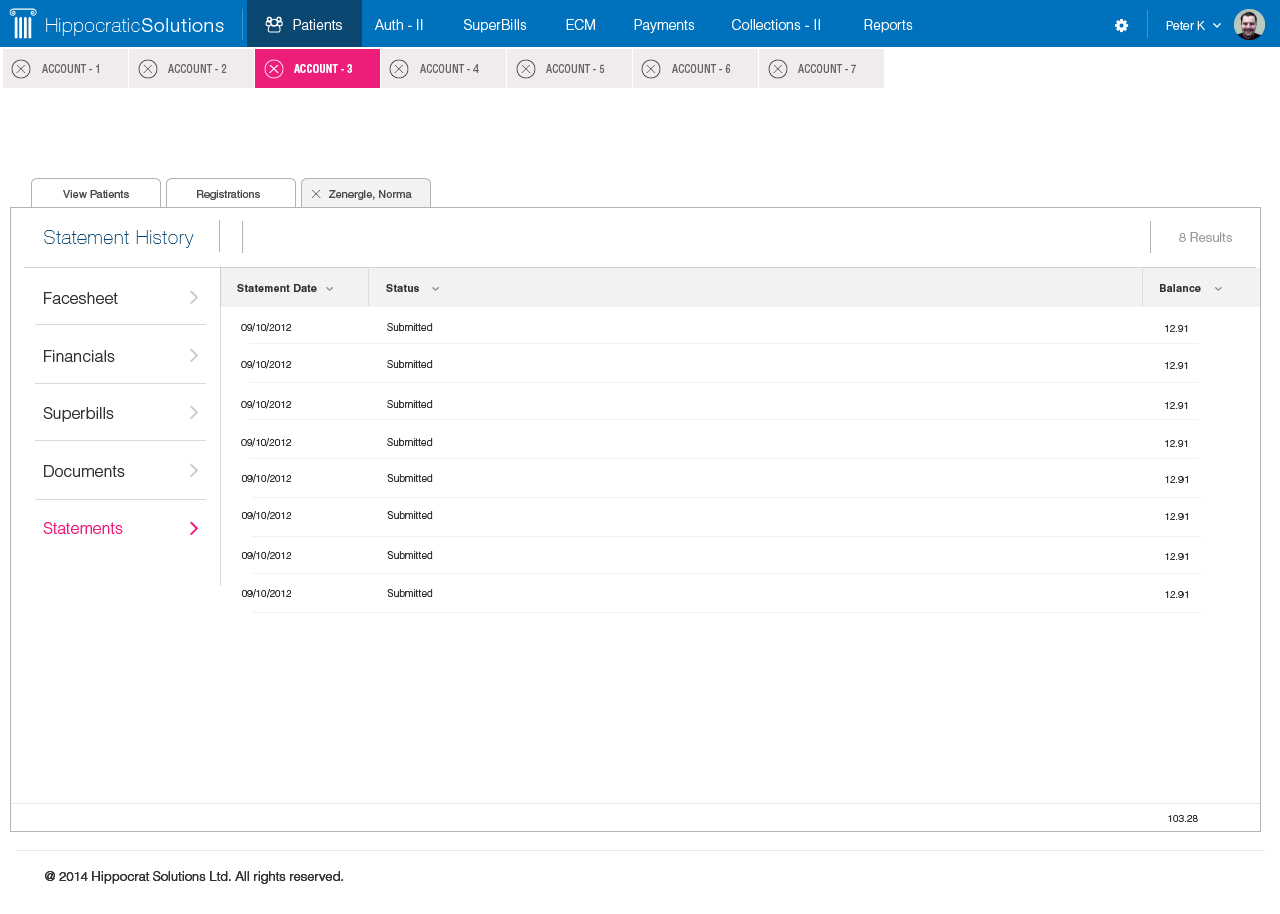 HippocraticSolutions Patients Auth - II SuperBills ECM Payments Collections - II Reports Peter K
ACCOUNT - 1 ACCOUNT - 2 ACCOUNT - 3 ACCOUNT - 4 ACCOUNT - 5 ACCOUNT - 6 ACCOUNT - 7
View Patients Registrations Zenergle, Norma
Statement History 8 Results
Facesheet
Financials
Superbills
Documents
Statements
Statement Date Status Balance
09/10/2012 Submitted 12.91
09/10/2012 Submitted 12.91
09/10/2012 Submitted 12.91
09/10/2012 Submitted 12.91
09/10/2012 Submitted 12.91
09/10/2012 Submitted 12.91
09/10/2012 Submitted 12.91
09/10/2012 Submitted 12.91
103.28
@ 2014 Hippocrat Solutions Ltd. All rights reserved.